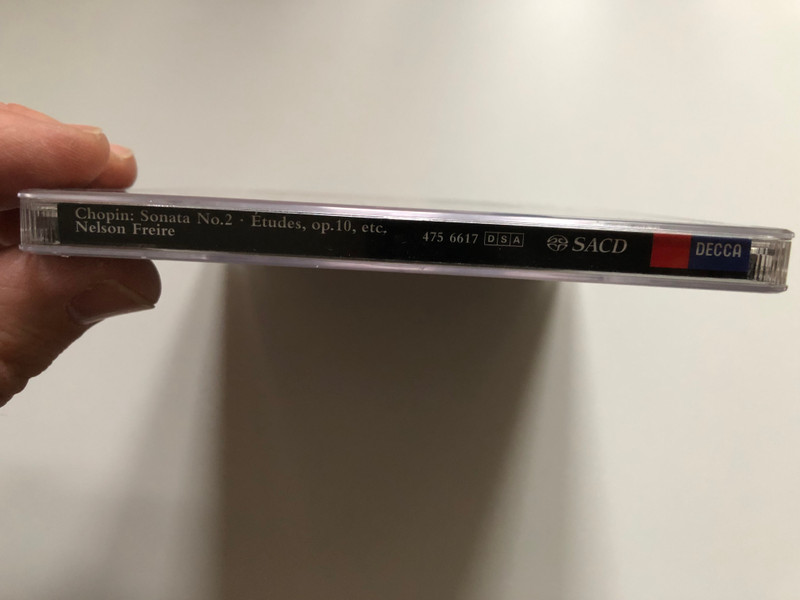 Chopin: Sonata No.2 · Études, op.10, etc.
Nelson Freire
475 6617 DSA
SACD
DECCA